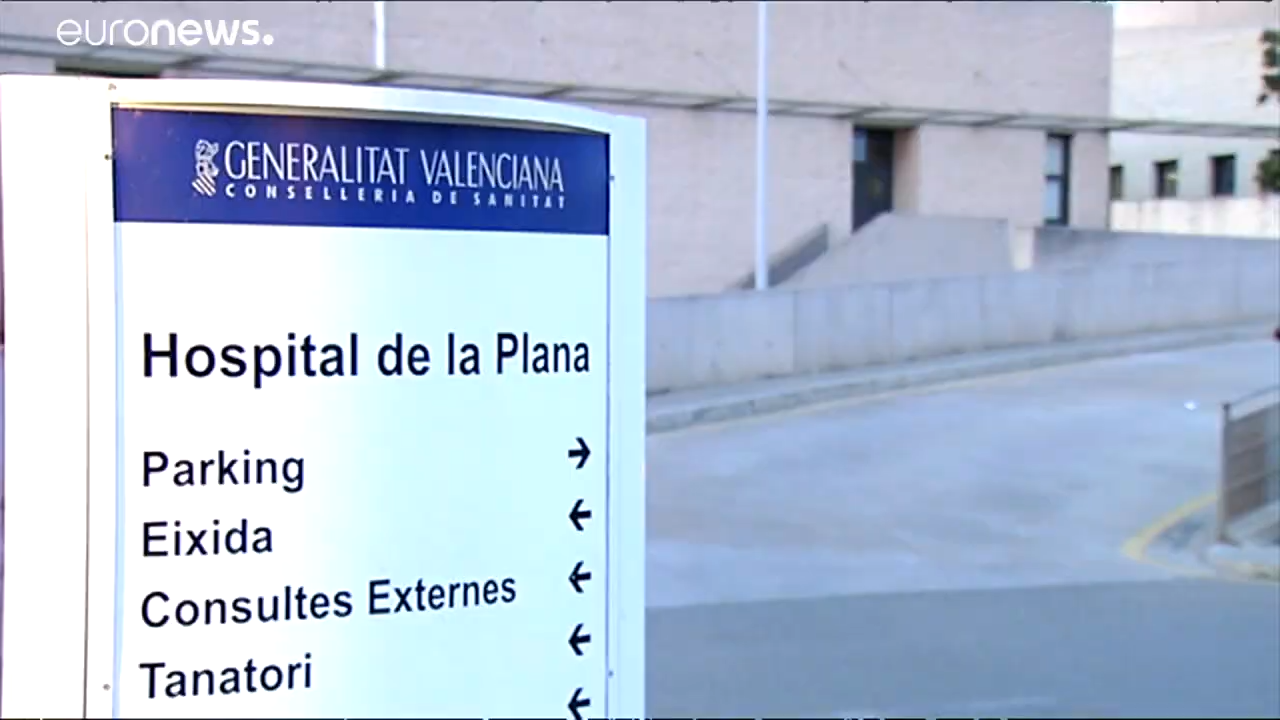 euronews.
GENERALITAT VALENCIANA
CONSELLERIA DE SANITAT
Hospital de la Plana
Parking →
Eixida ←
Consultes Externes ←
Tanatori ←
←